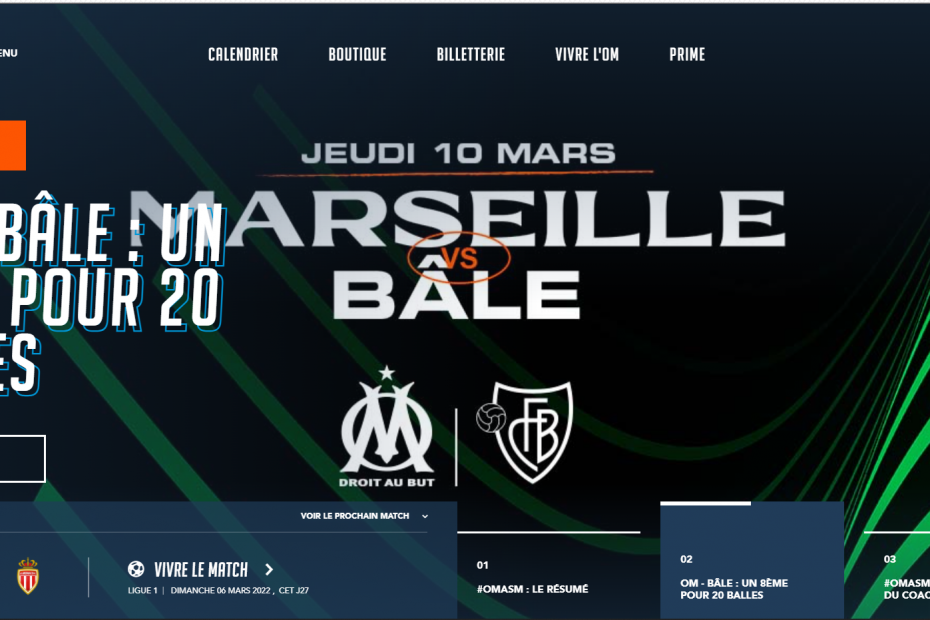 ENU
CALENDRIER
BOUTIQUE
BILLETTERIE
VIVRE L'OM
PRIME
JEUDI 10 MARS
MARSEILLE
VS
BÂLE
BÂLE : UN
POUR 20
ES
DROIT AU BUT
FCB
VOIR LE PROCHAIN MATCH
VIVRE LE MATCH
LIGUE 1 | DIMANCHE 06 MARS 2022 , CET J27
01
#OMASM : LE RÉSUMÉ
02
OM - BÂLE : UN 8ÈME
POUR 20 BALLES
03
#OMASM
DU COAC